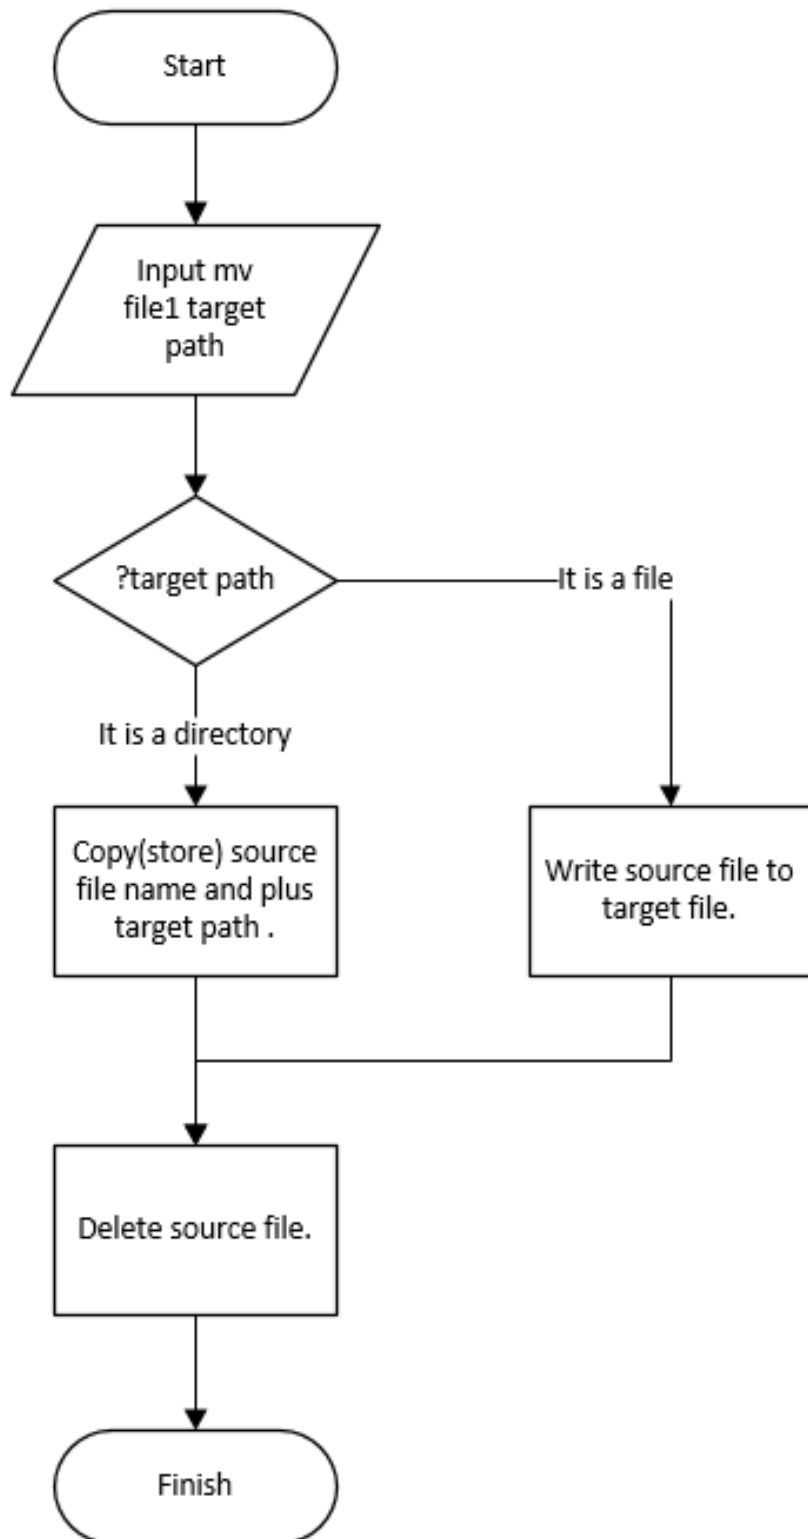 Start
Input mv
file1 target
path
?target path
It is a file
It is a directory
Copy(store) source
file name and plus
target path .
Write source file to
target file.
Delete source file.
Finish